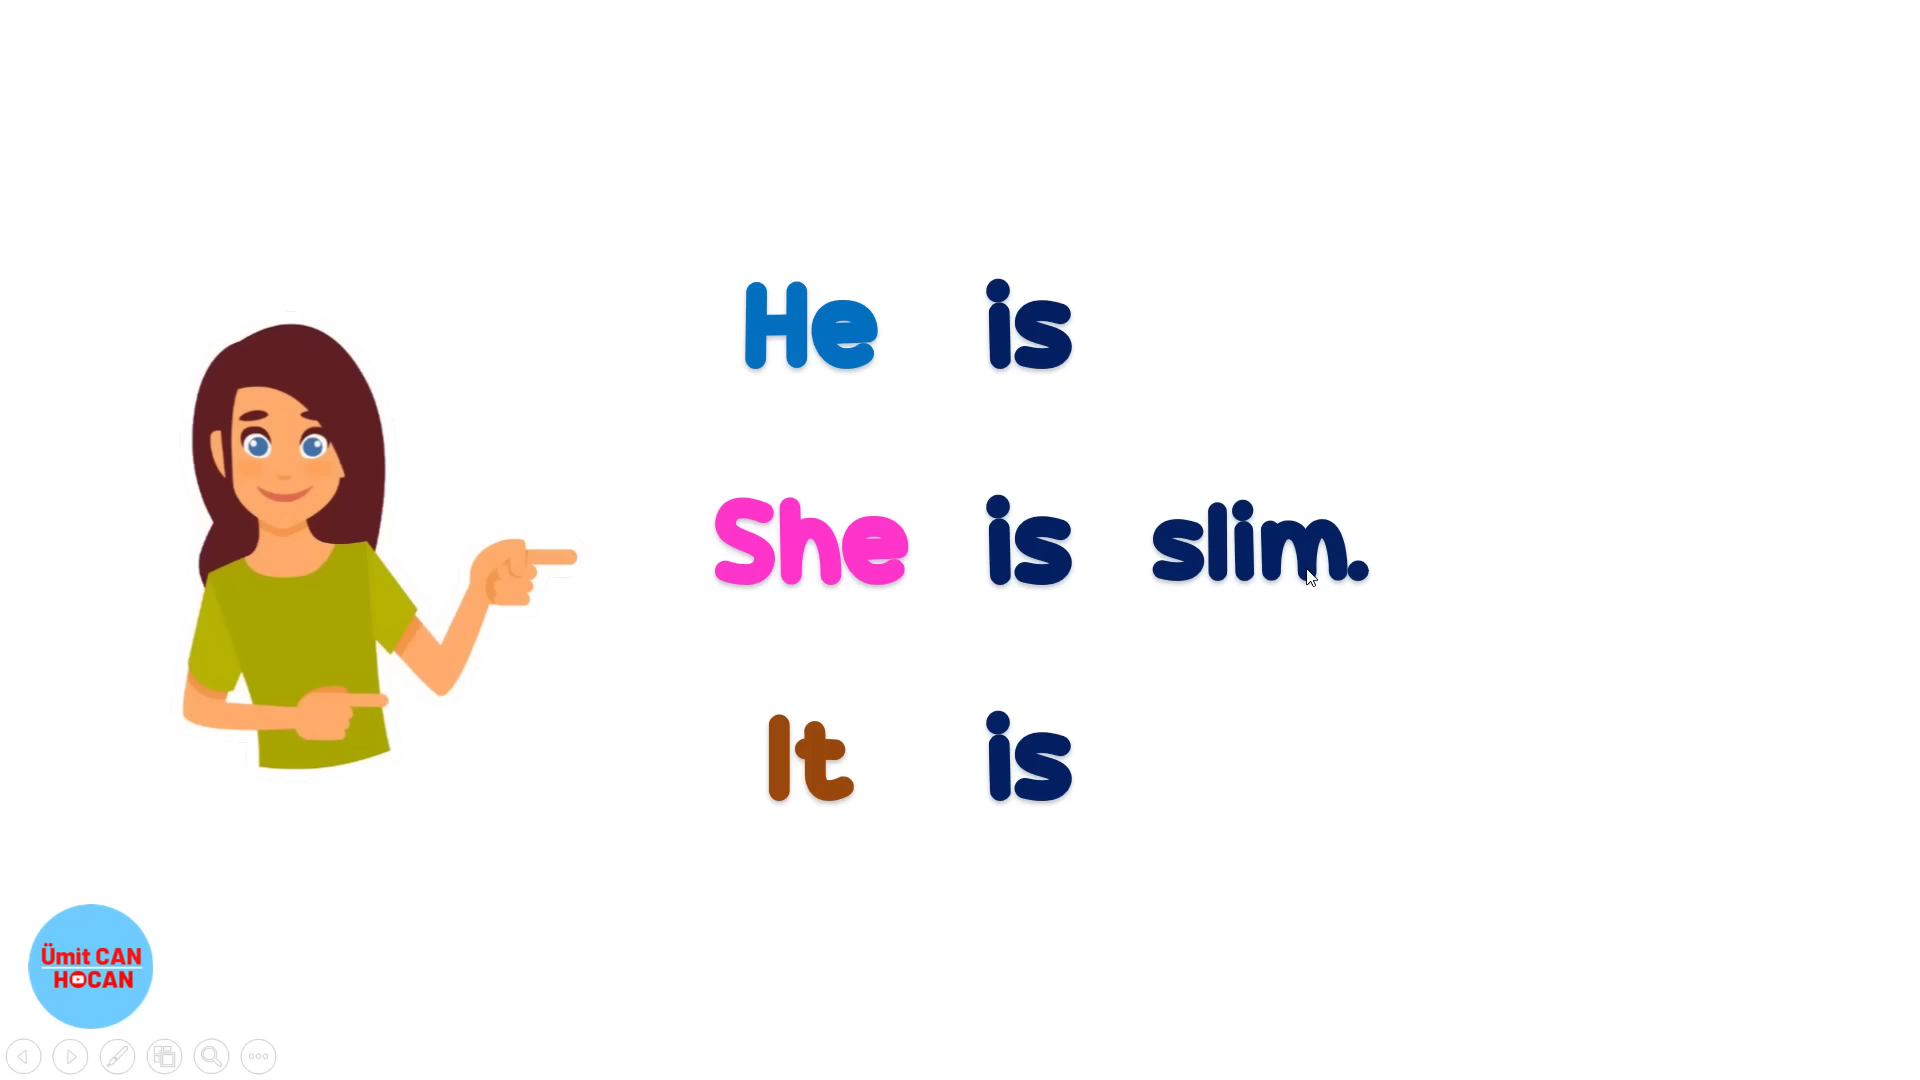 He is
She is slim.
It is
Ümit CAN
HOCAN